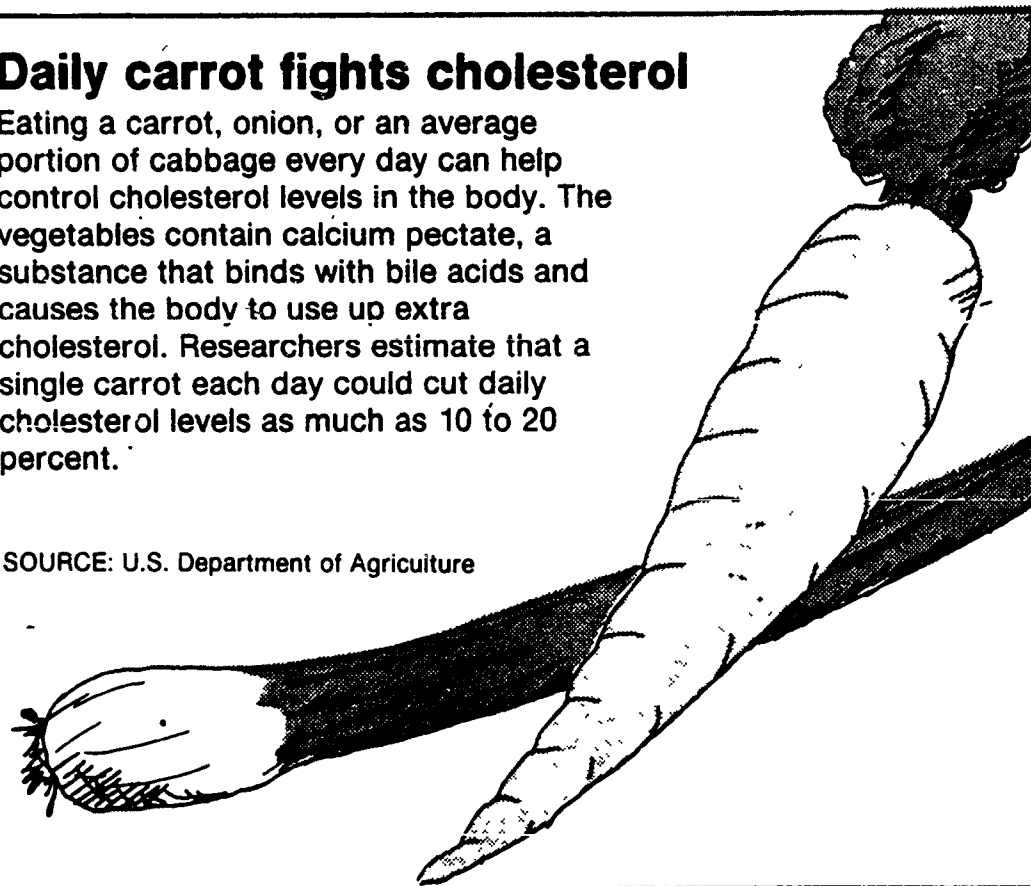 Daily carrot fights cholesterol
Eating a carrot, onion, or an average
portion of cabbage every day can help
control cholesterol levels in the body. The
vegetables contain calcium pectate, a
substance that binds with bile acids and
causes the body to use up extra
cholesterol. Researchers estimate that a
single carrot each day could cut daily
cholesterol levels as much as 10 to 20
percent.
SOURCE: U.S. Department of Agriculture